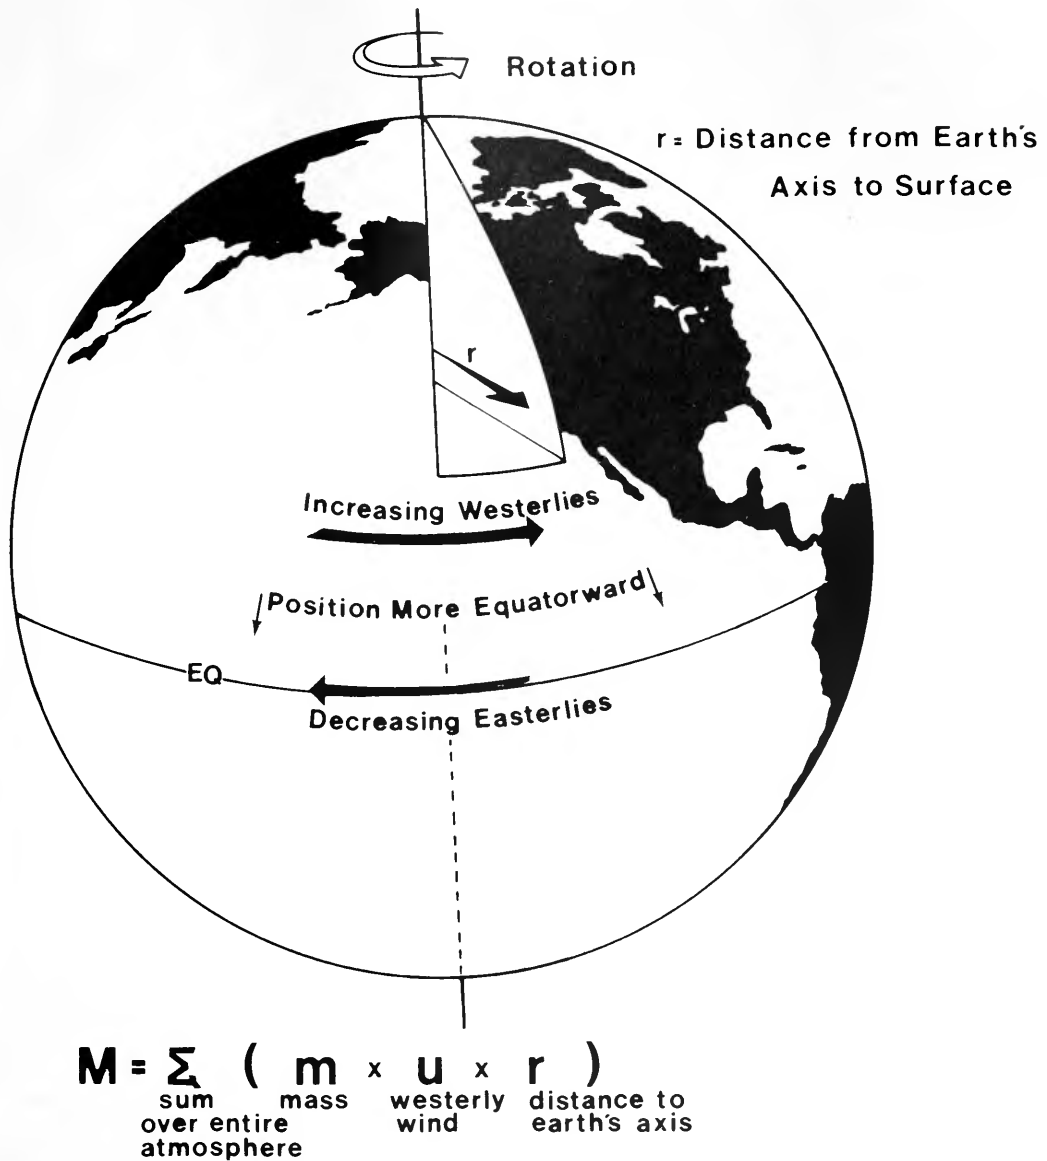 Rotation
r = Distance from Earth's
Axis to Surface
r
Increasing Westerlies
Position More Equatorward
EQ
Decreasing Easterlies
M = Σ ( m x u x r )
sum mass westerly distance to
over entire wind earth's axis
atmosphere